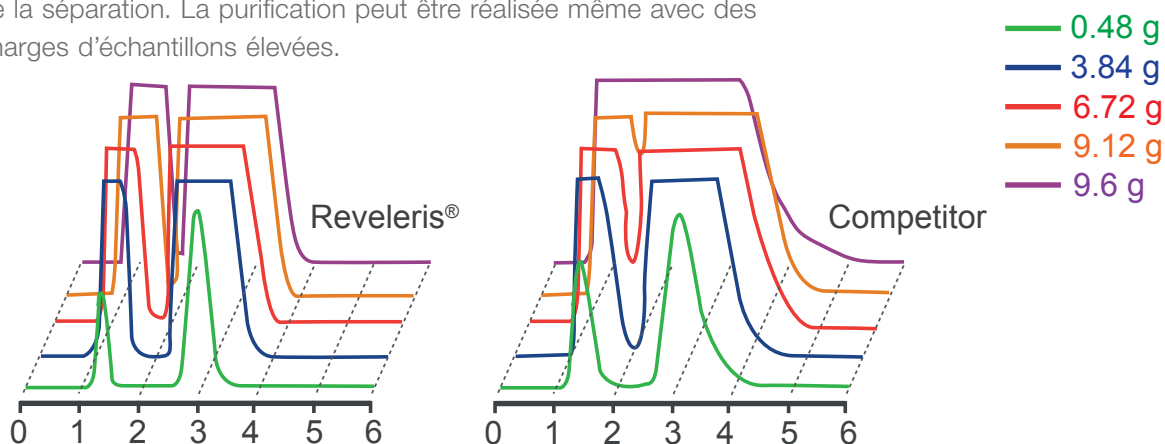 la séparation. La purification peut être réalisée même avec des
d'échantillons élevées.
0.48 g
3.84 g
6.72 g
9.12 g
9.6 g
Reveleris®
Competitor
0 1 2 3 4 5 6
0 1 2 3 4 5 6